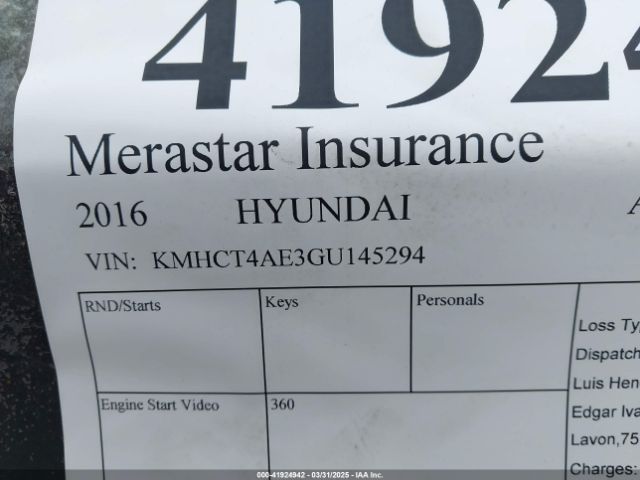 41924
Merastar Insurance
2016 HYUNDAI A
VIN: KMHCT4AE3GU145294
RND/Starts Keys Personals
Loss Ty
Dispatch
Luis Hen
Engine Start Video 360
Edgar Iva
Lavon,75
Charges:
000-41924942 - 03/31/2025 - IAA Inc.